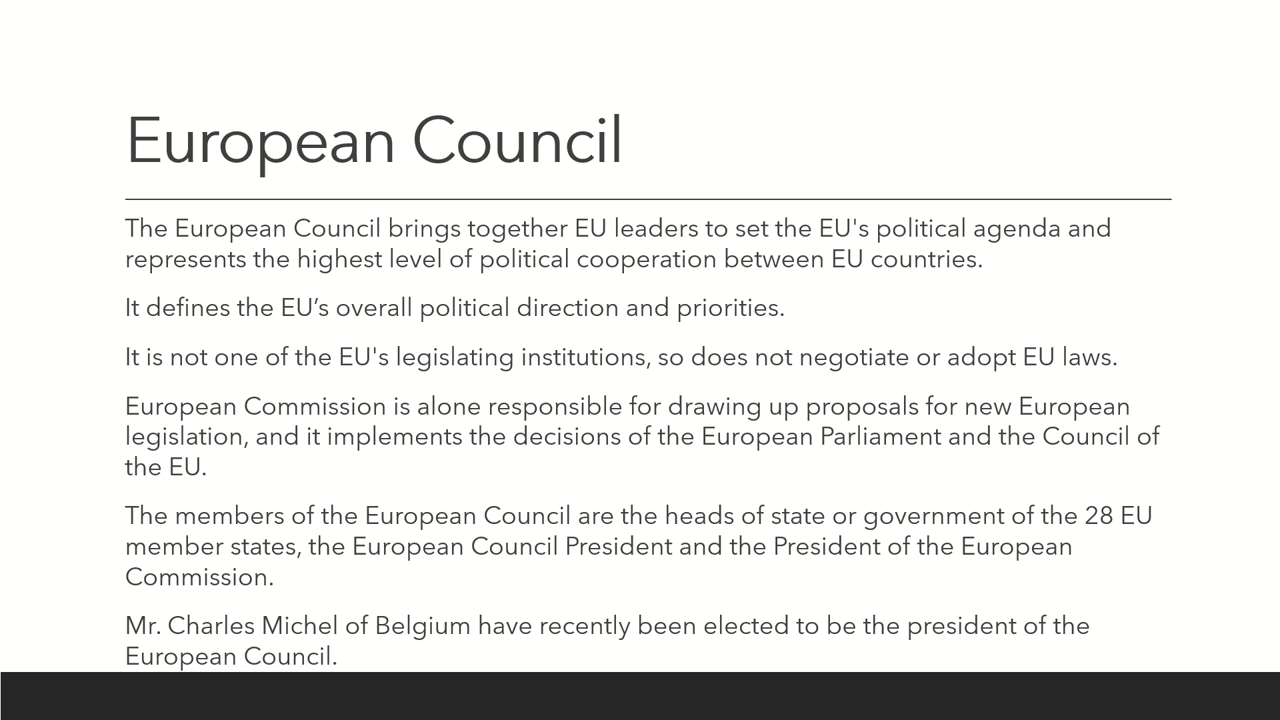 European Council
The European Council brings together EU leaders to set the EU's political agenda and
represents the highest level of political cooperation between EU countries.
It defines the EU’s overall political direction and priorities.
It is not one of the EU's legislating institutions, so does not negotiate or adopt EU laws.
European Commission is alone responsible for drawing up proposals for new European
legislation, and it implements the decisions of the European Parliament and the Council of
the EU.
The members of the European Council are the heads of state or government of the 28 EU
member states, the European Council President and the President of the European
Commission.
Mr. Charles Michel of Belgium have recently been elected to be the president of the
European Council.